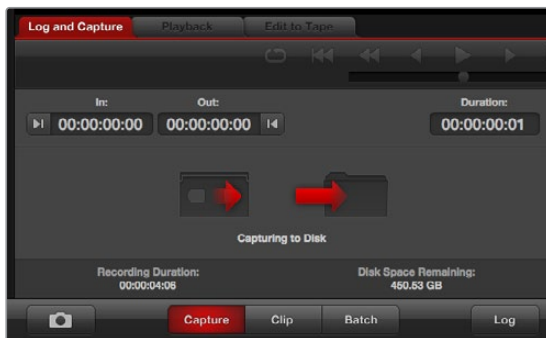 Log and Capture Playback Edit to Tape
In: Out: Duration:
00:00:00:00 00:00:00:00 00:00:00:01
Capturing to Disk
Recording Duration: Disk Space Remaining:
00:00:04:06 460.53 GB
Capture Clip Batch Log